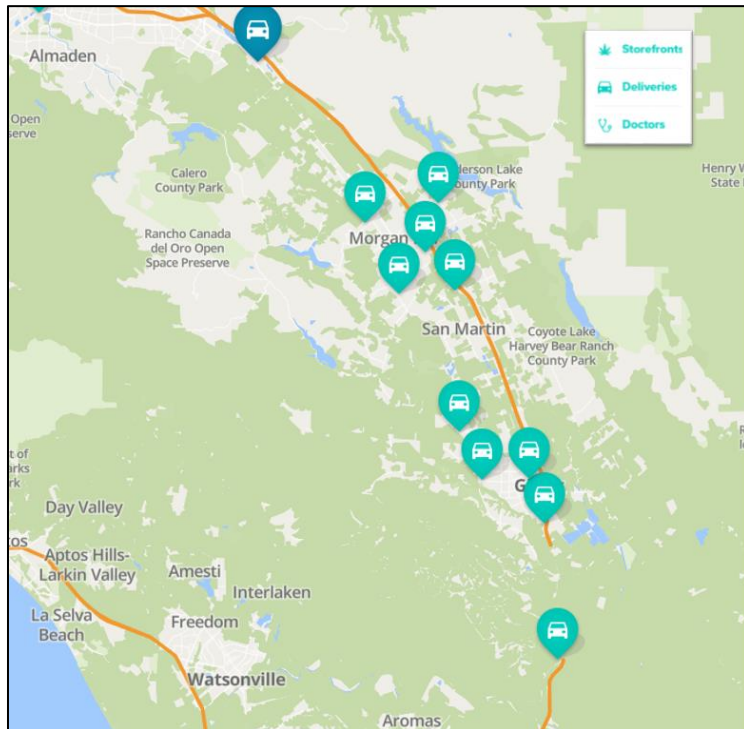 Almaden
Storefronts
Deliveries
Doctors
Open
Calero
County Park
Lake
County Park
Henry W
State
Rancho Canada
del Oro Open
Space Preserve
Morgan
San Martin
Coyote Lake
Harvey Bear Ranch
County Park
Day Valley
Aptos Hills-
Larkin Valley
Amesti
Interlaken
La Selva
Beach
Freedom
Watsonville
Aromas